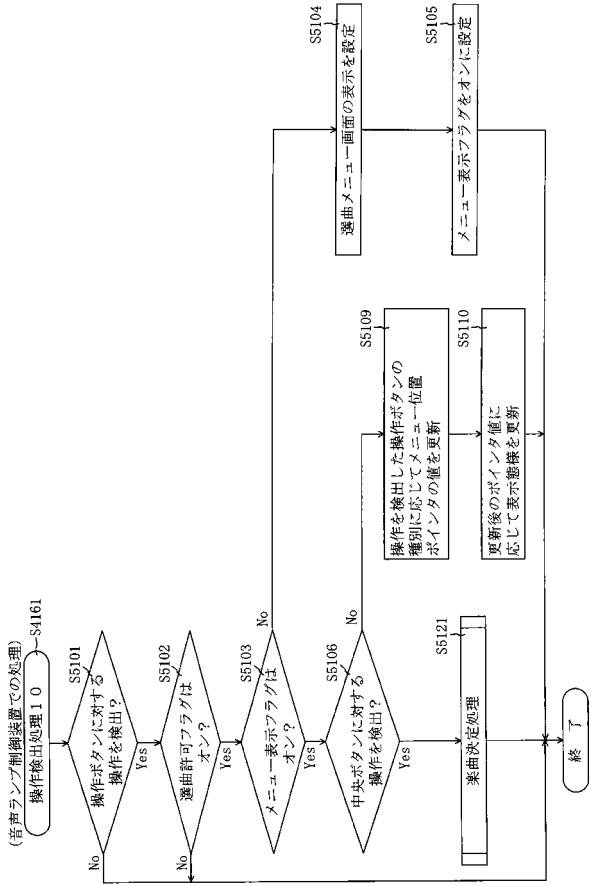 (音声ランプ制御装置での処理)
操作検出処理10
S4161
S5101
操作ボタンに対する
操作を検出?
No
Yes
S5102
選曲許可フラグは
オン?
No
Yes
S5103
メニュー表示フラグは
オン?
No
Yes
S5104
選曲メニュー画面の表示を設定
S5105
メニュー表示フラグをオンに設定
S5106
中央ボタンに対する
操作を検出?
No
Yes
S5109
操作を検出した操作ボタンの
種別に応じてメニュー位置
ポインタの値を更新
S5110
更新後のポインタ値に
応じて表示態様を更新
S5121
楽曲決定処理
終了